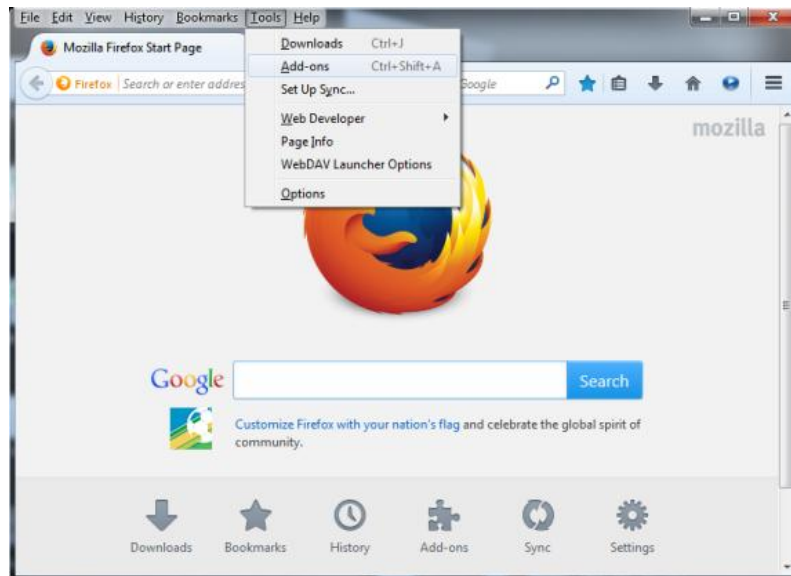 File Edit View History Bookmarks Tools Help
Mozilla Firefox Start Page
Downloads Ctrl+J
Add-ons Ctrl+Shift+A
Firefox Search or enter addres Google
Set Up Sync...
Web Developer
Page Info
WebDAV Launcher Options
Options
mozilla
Google Search
Customize Firefox with your nation's flag and celebrate the global spirit of
community.
Downloads Bookmarks History Add-ons Sync Settings